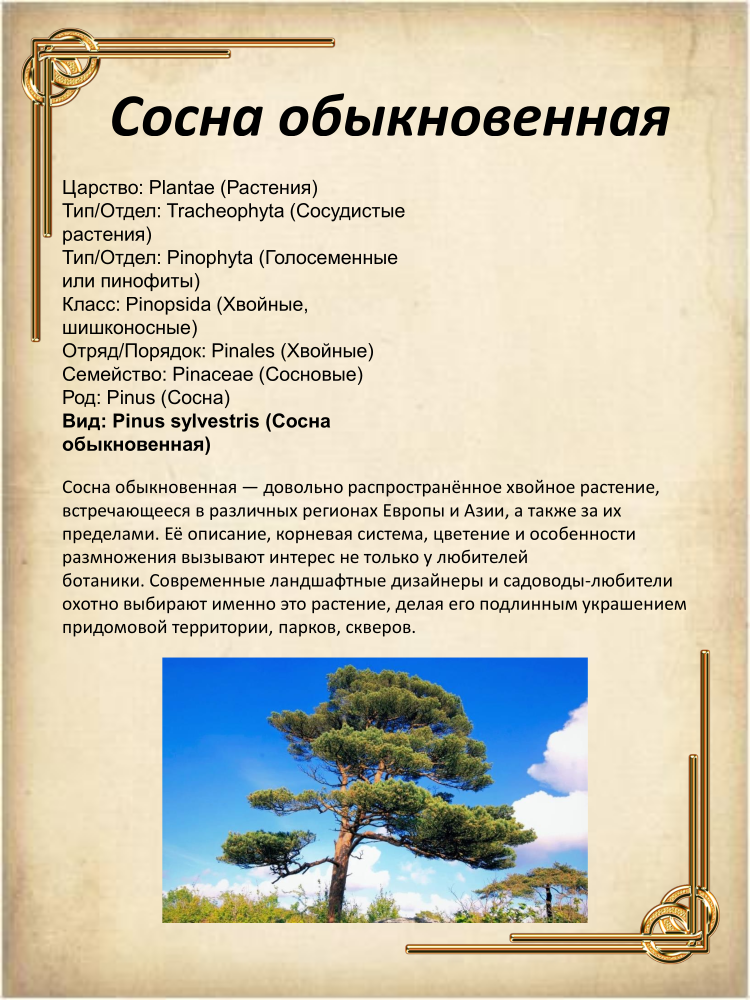 Сосна обыкновенная
Царство: Plantae (Растения)
Тип/Отдел: Tracheophyta (Сосудистые
растения)
Тип/Отдел: Pinophyta (Голосеменные
или пинофиты)
Класс: Pinopsida (Хвойные,
шишконосные)
Отряд/Порядок: Pinales (Хвойные)
Семейство: Pinaceae (Сосновые)
Род: Pinus (Сосна)
Вид: Pinus sylvestris (Сосна
обыкновенная)
Сосна обыкновенная — довольно распространённое хвойное растение,
встречающееся в различных регионах Европы и Азии, а также за их
пределами. Её описание, корневая система, цветение и особенности
размножения вызывают интерес не только у любителей
ботаники. Современные ландшафтные дизайнеры и садоводы-любители
охотно выбирают именно это растение, делая его подлинным украшением
придомовой территории, парков, скверов.